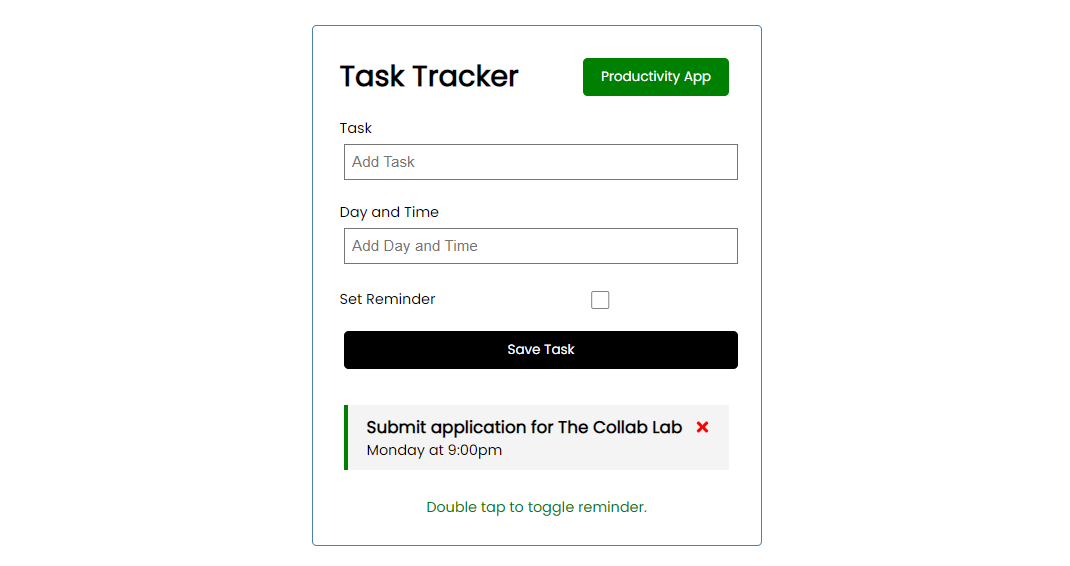 Task Tracker
Productivity App
Task
Add Task
Day and Time
Add Day and Time
Set Reminder
Save Task
Submit application for The Collab Lab
Monday at 9:00pm
Double tap to toggle reminder.